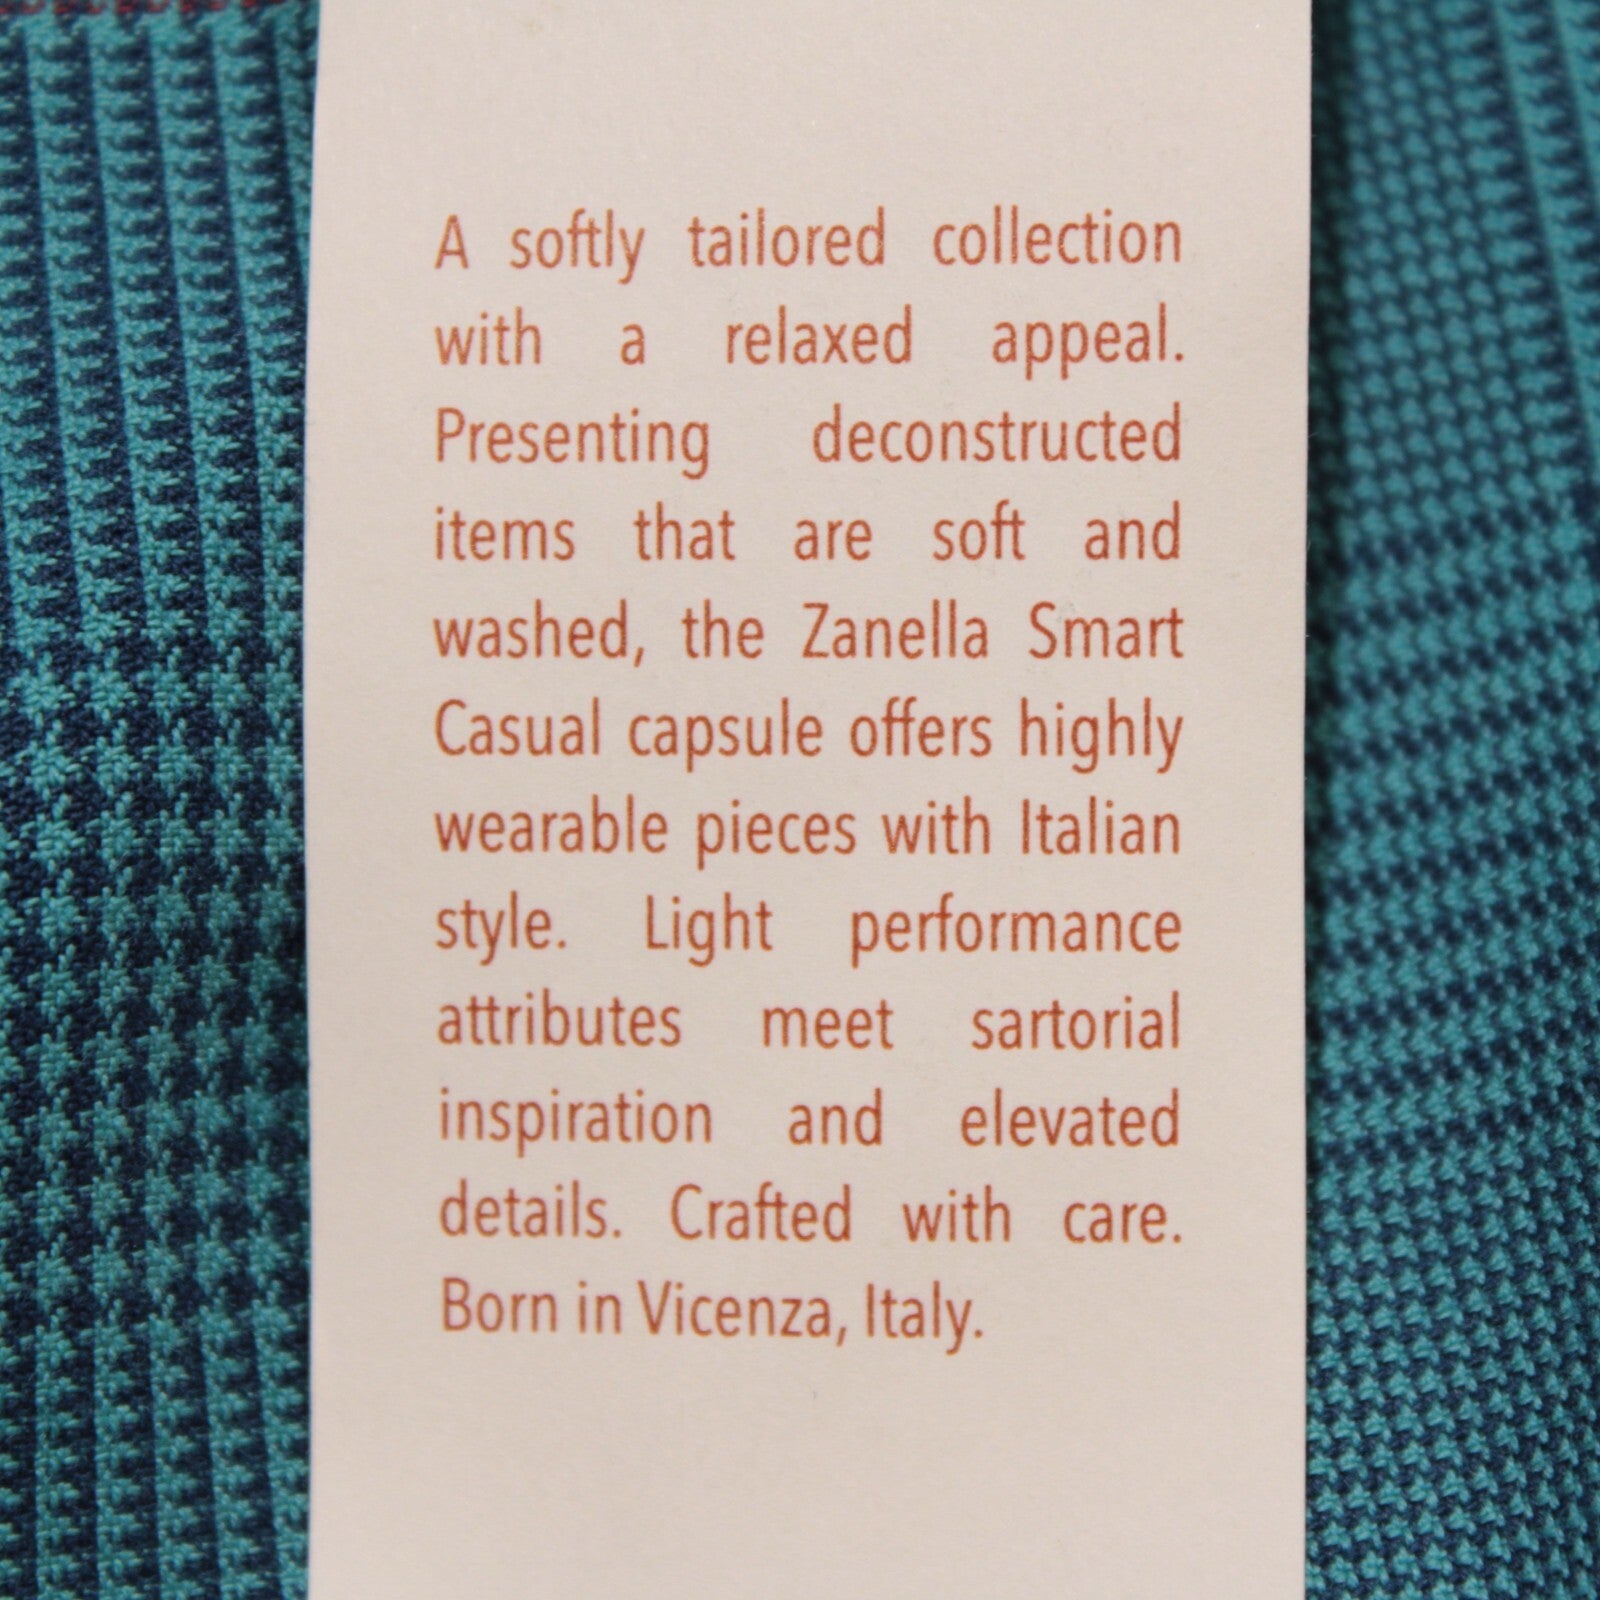 A softly tailored collection
with a relaxed appeal.
Presenting deconstructed
items that are soft and
washed, the Zanella Smart
Casual capsule offers highly
wearable pieces with Italian
style. Light performance
attributes meet sartorial
inspiration and elevated
details. Crafted with care.
Born in Vicenza, Italy.